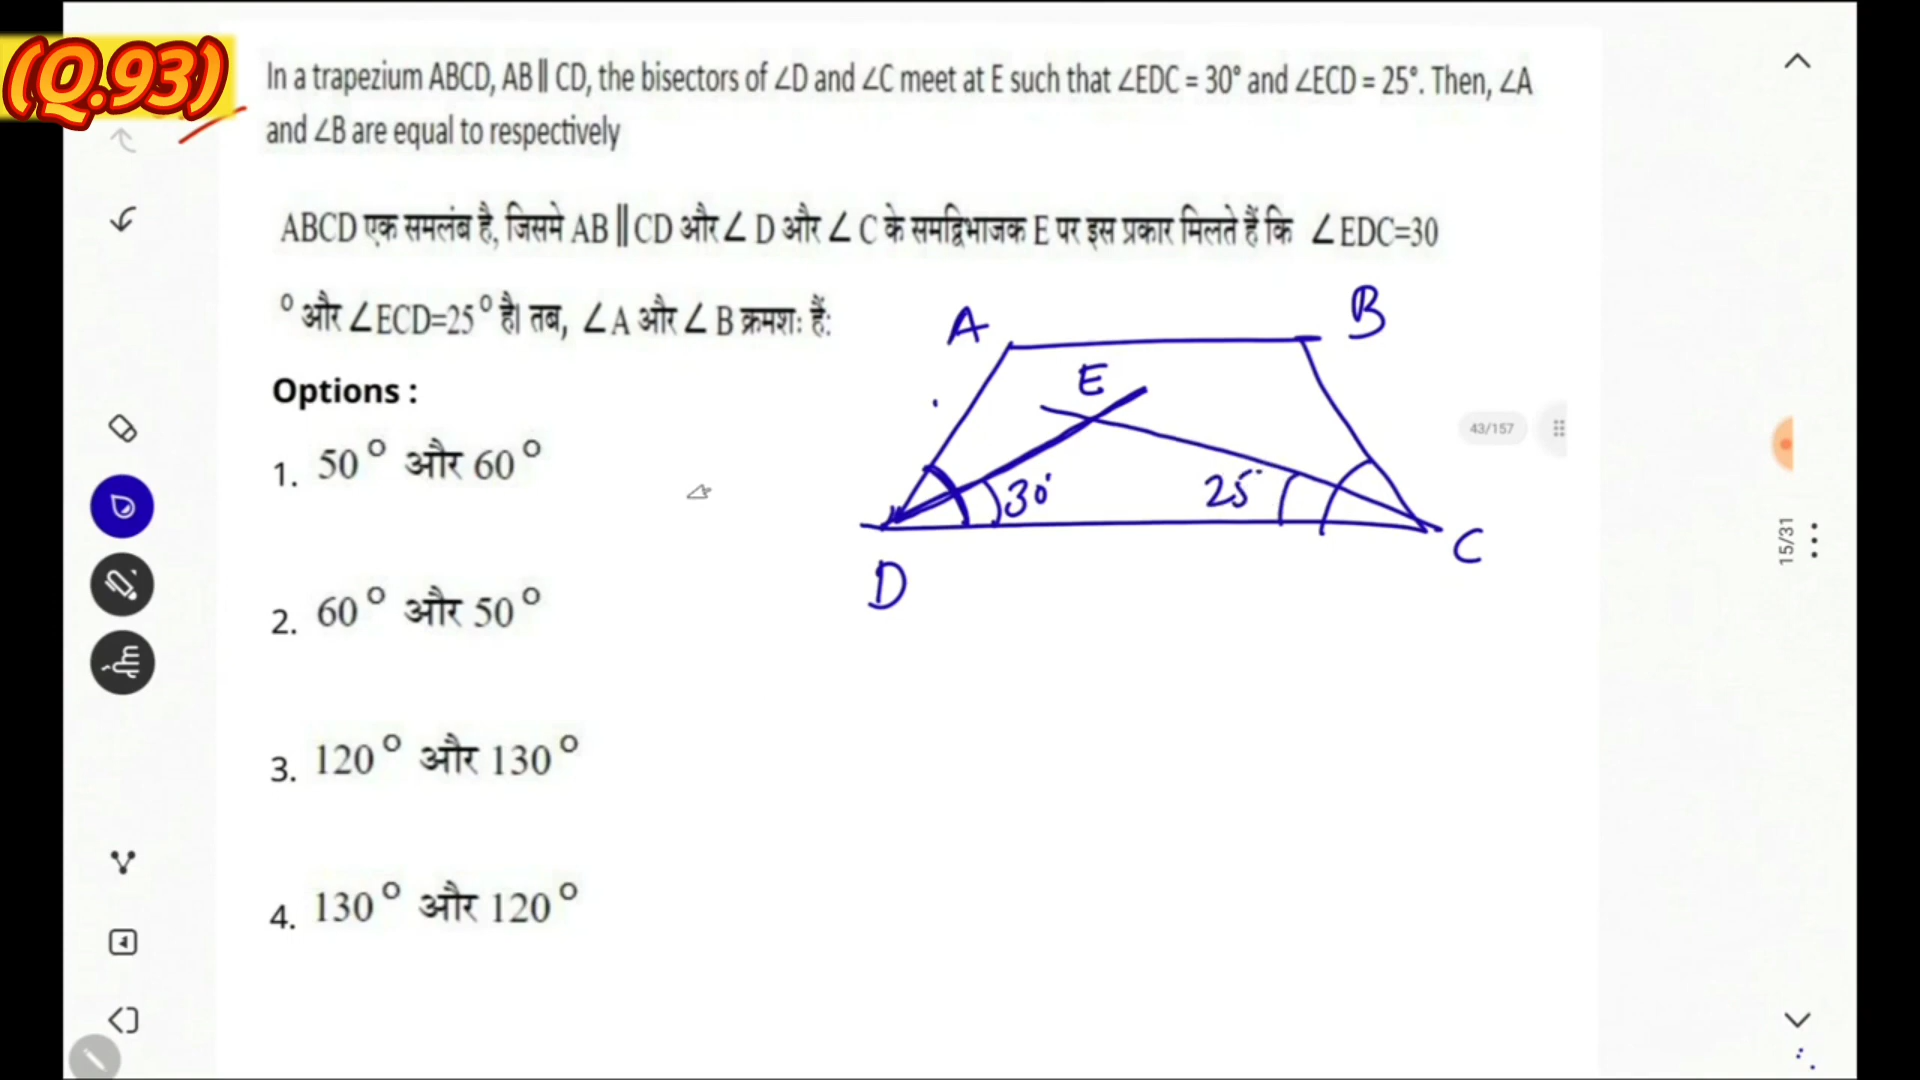 (Q.93)
In a trapezium ABCD, AB || CD, the bisectors of ∠D and ∠C meet at E such that ∠EDC = 30° and ∠ECD = 25°. Then, ∠A
and ∠B are equal to respectively
ABCD एक समलंब है, जिसमे AB || CD और ∠ D और ∠ C के समद्विभाजक E पर इस प्रकार मिलते हैं कि ∠EDC=30
° और ∠ECD=25° है। तब, ∠A और ∠ B क्रमशः हैं:
Options :
1. 50° और 60°
2. 60° और 50°
3. 120° और 130°
4. 130° और 120°
A
B
E
30°
25°
D
C
43/157
15/31